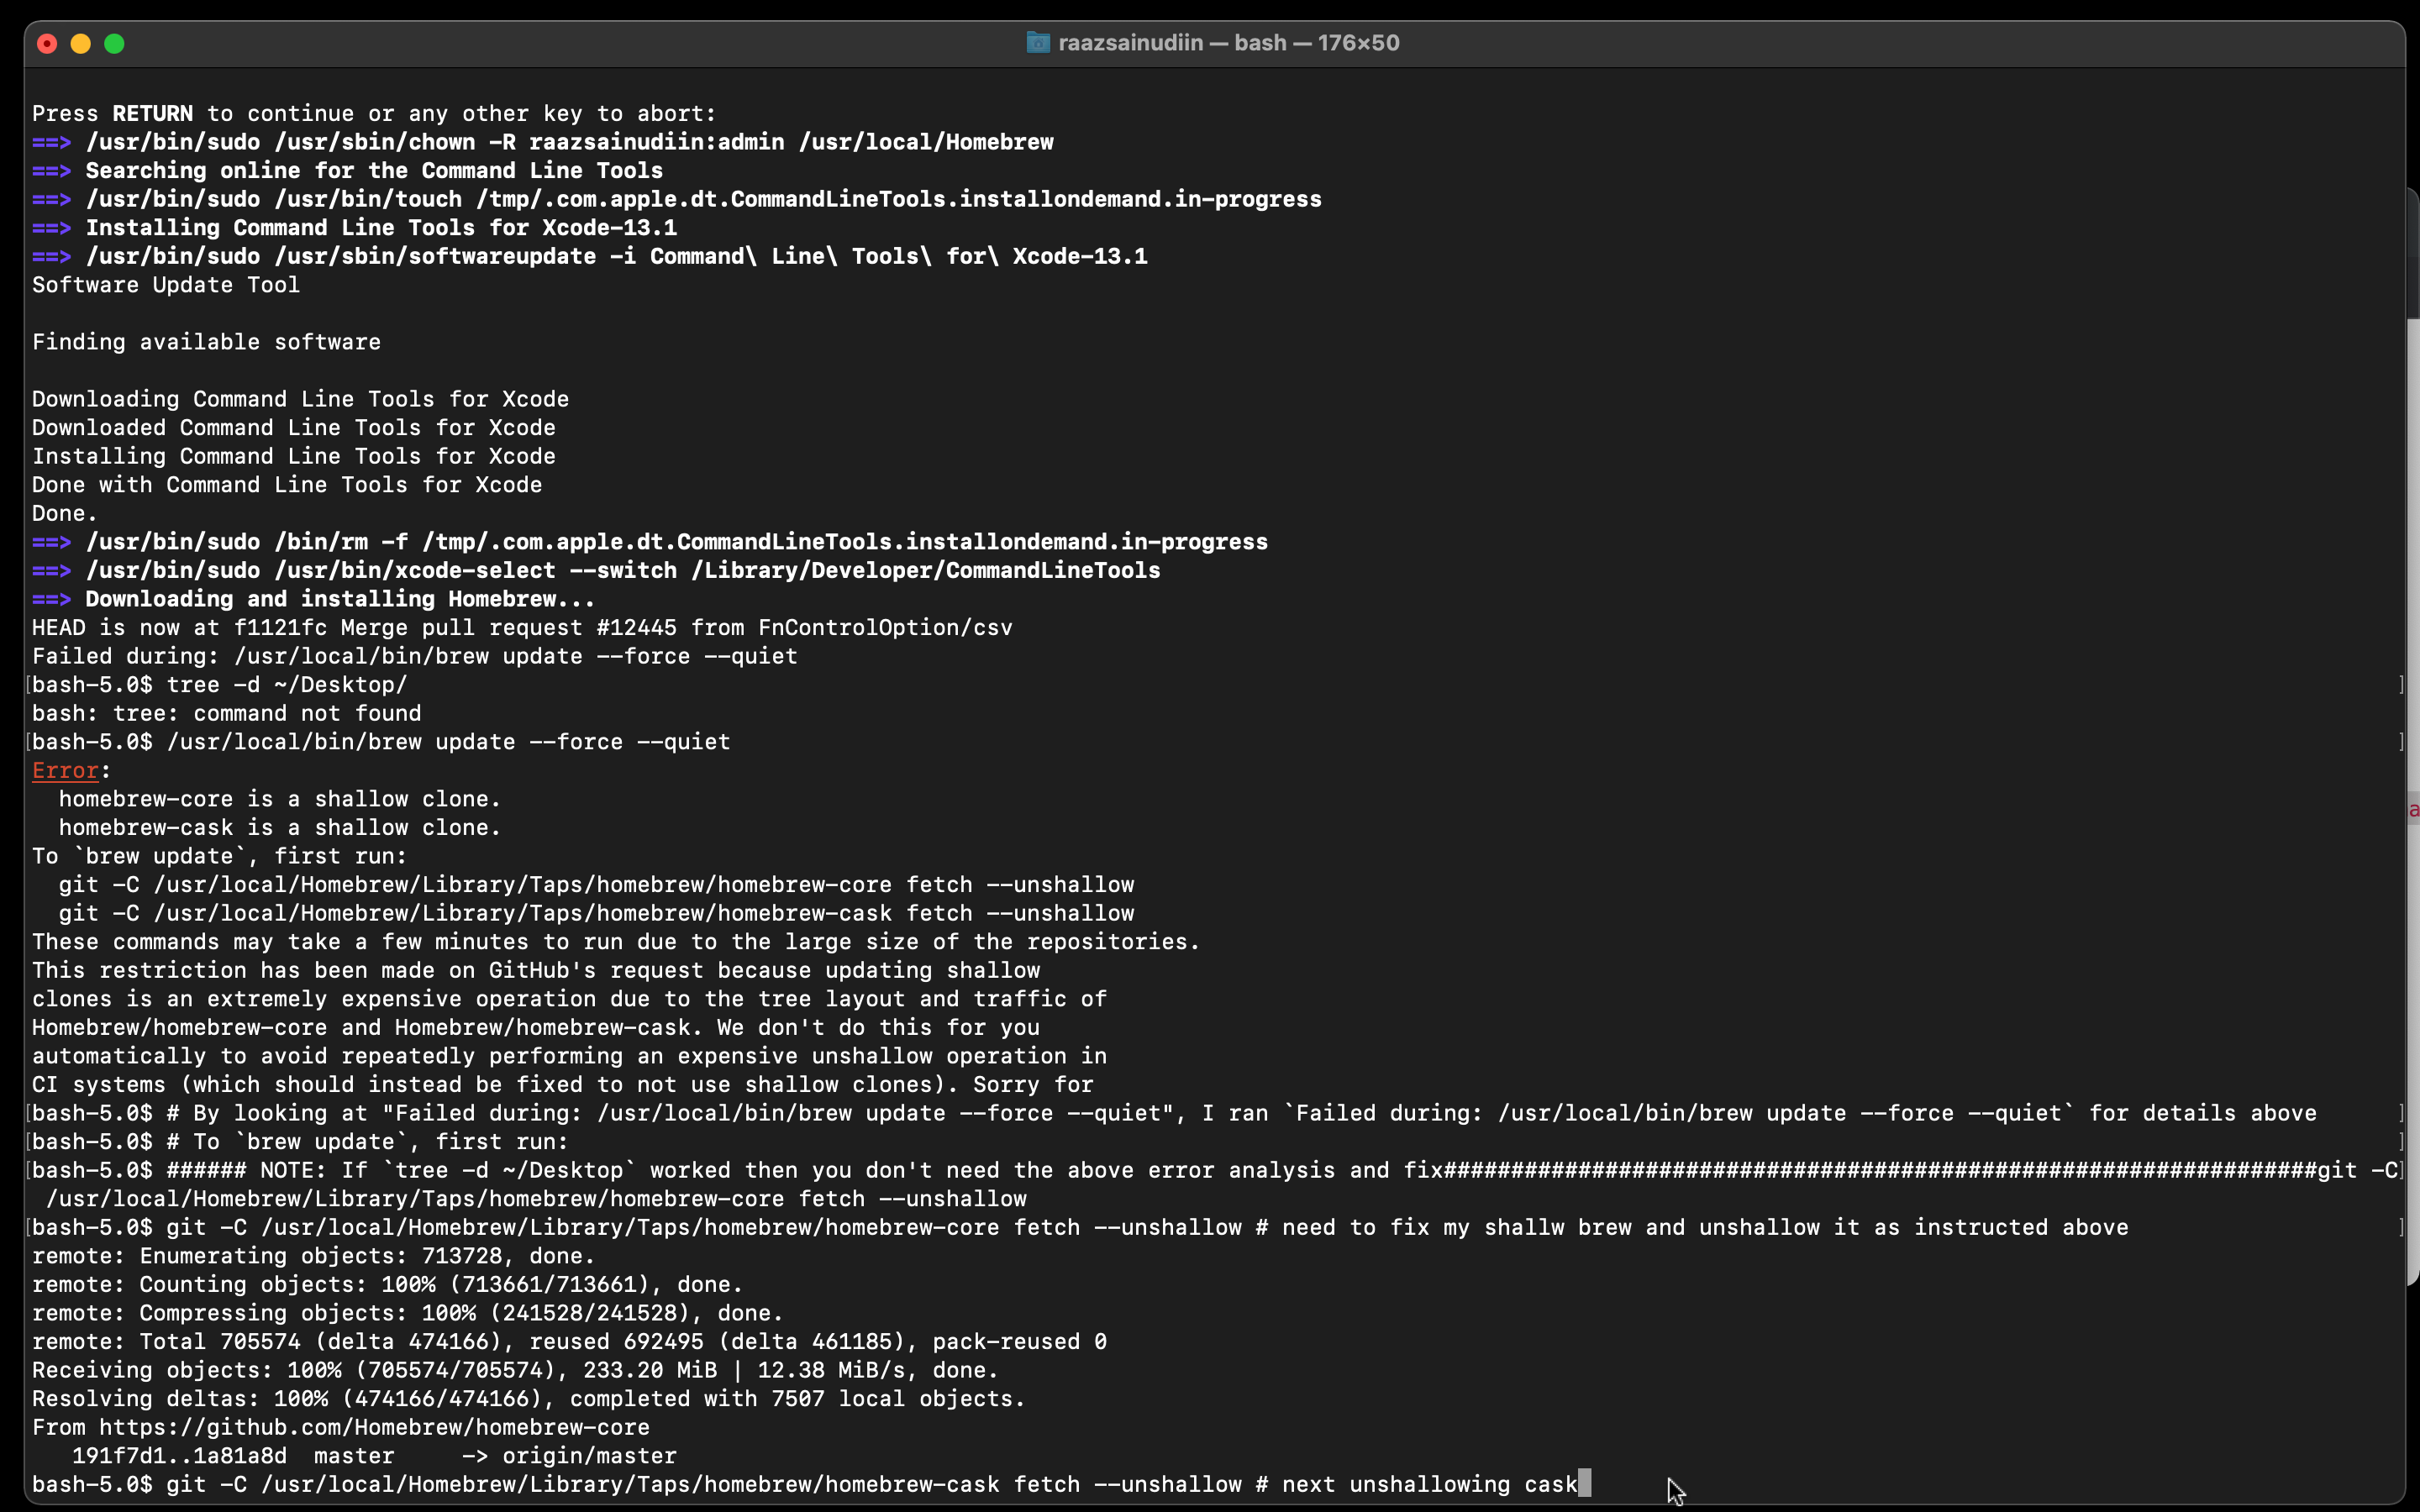 raazsainudiin — bash — 176×50
Press RETURN to continue or any other key to abort:
==> /usr/bin/sudo /usr/sbin/chown -R raazsainudiin:admin /usr/local/Homebrew
==> Searching online for the Command Line Tools
==> /usr/bin/sudo /usr/bin/touch /tmp/.com.apple.dt.CommandLineTools.installondemand.in-progress
==> Installing Command Line Tools for Xcode-13.1
==> /usr/bin/sudo /usr/sbin/softwareupdate -i Command\ Line\ Tools\ for\ Xcode-13.1
Software Update Tool
Finding available software
Downloading Command Line Tools for Xcode
Downloaded Command Line Tools for Xcode
Installing Command Line Tools for Xcode
Done with Command Line Tools for Xcode
Done.
==> /usr/bin/sudo /bin/rm -f /tmp/.com.apple.dt.CommandLineTools.installondemand.in-progress
==> /usr/bin/sudo /usr/bin/xcode-select --switch /Library/Developer/CommandLineTools
==> Downloading and installing Homebrew...
HEAD is now at f1121fc Merge pull request #12445 from FnControlOption/csv
Failed during: /usr/local/bin/brew update --force --quiet
[bash-5.0$ tree -d ~/Desktop/ ]
bash: tree: command not found
[bash-5.0$ /usr/local/bin/brew update --force --quiet ]
Error:
  homebrew-core is a shallow clone.
  homebrew-cask is a shallow clone.
To `brew update`, first run:
  git -C /usr/local/Homebrew/Library/Taps/homebrew/homebrew-core fetch --unshallow
  git -C /usr/local/Homebrew/Library/Taps/homebrew/homebrew-cask fetch --unshallow
These commands may take a few minutes to run due to the large size of the repositories.
This restriction has been made on GitHub's request because updating shallow
clones is an extremely expensive operation due to the tree layout and traffic of
Homebrew/homebrew-core and Homebrew/homebrew-cask. We don't do this for you
automatically to avoid repeatedly performing an expensive unshallow operation in
CI systems (which should instead be fixed to not use shallow clones). Sorry for
[bash-5.0$ # By looking at "Failed during: /usr/local/bin/brew update --force --quiet", I ran `Failed during: /usr/local/bin/brew update --force --quiet` for details above ]
[bash-5.0$ # To `brew update`, first run: ]
[bash-5.0$ ###### NOTE: If `tree -d ~/Desktop` worked then you don't need the above error analysis and fix#################################################################git -C]
 /usr/local/Homebrew/Library/Taps/homebrew/homebrew-core fetch --unshallow
[bash-5.0$ git -C /usr/local/Homebrew/Library/Taps/homebrew/homebrew-core fetch --unshallow # need to fix my shallw brew and unshallow it as instructed above ]
remote: Enumerating objects: 713728, done.
remote: Counting objects: 100% (713661/713661), done.
remote: Compressing objects: 100% (241528/241528), done.
remote: Total 705574 (delta 474166), reused 692495 (delta 461185), pack-reused 0
Receiving objects: 100% (705574/705574), 233.20 MiB | 12.38 MiB/s, done.
Resolving deltas: 100% (474166/474166), completed with 7507 local objects.
From https://github.com/Homebrew/homebrew-core
   191f7d1..1a81a8d  master     -> origin/master
bash-5.0$ git -C /usr/local/Homebrew/Library/Taps/homebrew/homebrew-cask fetch --unshallow # next unshallowing cask